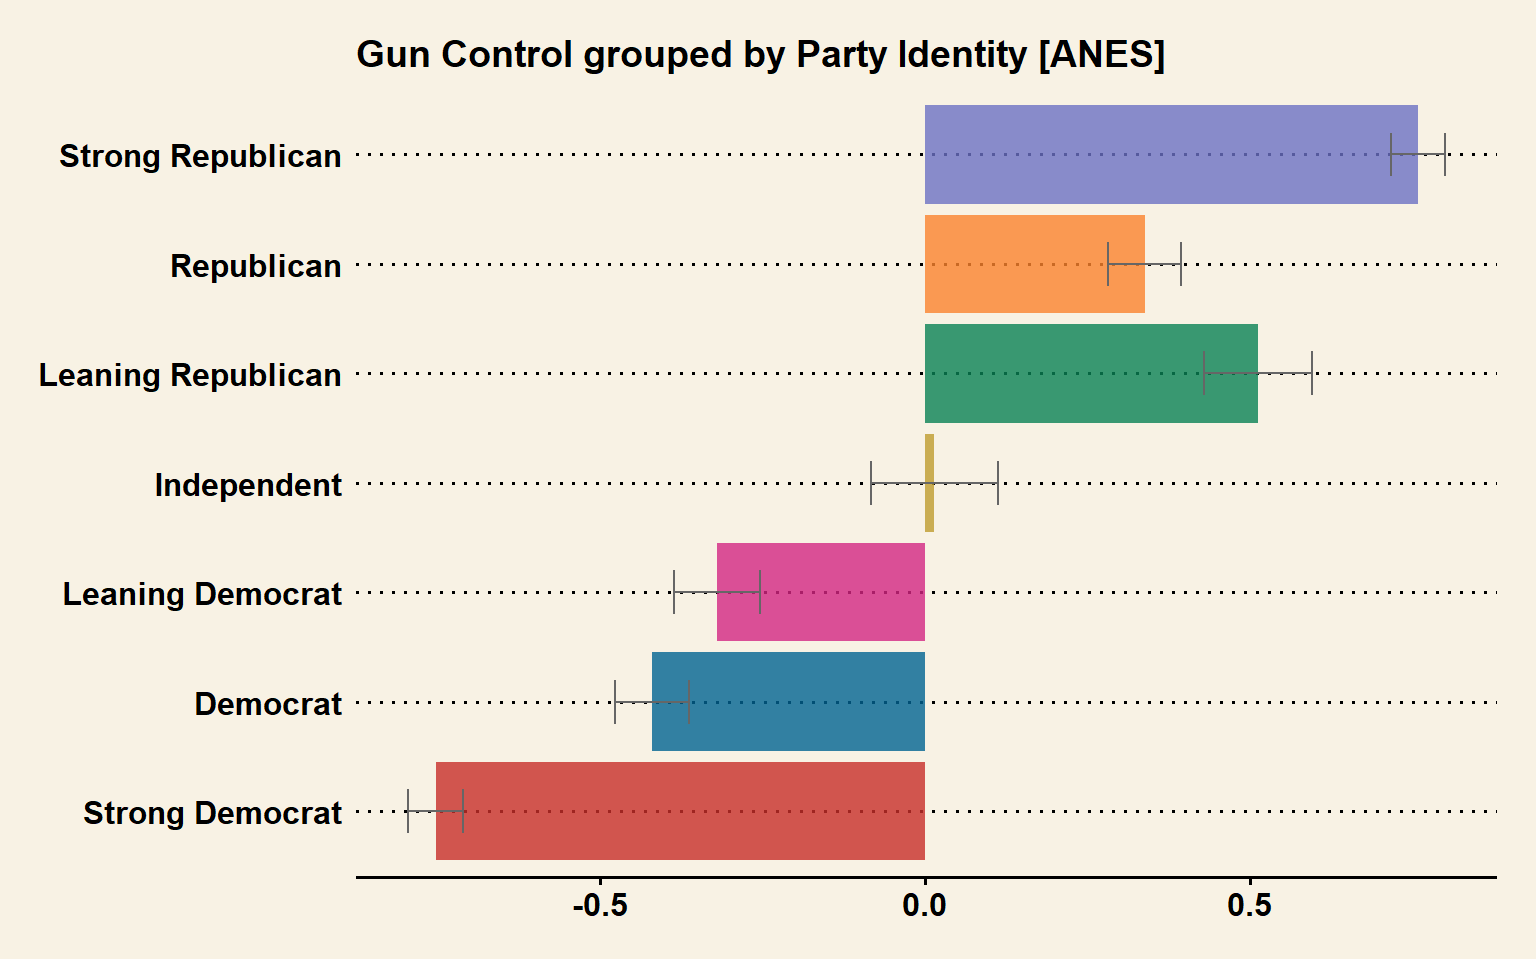 Gun Control grouped by Party Identity [ANES]
Strong Republican
Republican
Leaning Republican
Independent
Leaning Democrat
Democrat
Strong Democrat
-0.5 0.0 0.5